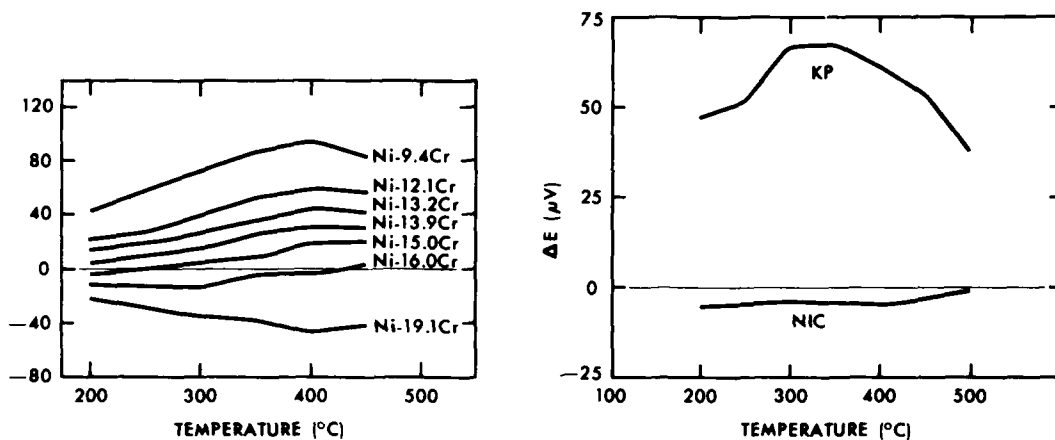 120
80
40
0
−40
−80
200 300 400 500
TEMPERATURE (°C)
Ni-9.4Cr
Ni-12.1Cr
Ni-13.2Cr
Ni-13.9Cr
Ni-15.0Cr
Ni-16.0Cr
Ni-19.1Cr
75
50
25
0
−25
ΔE (μV)
KP
NIC
100 200 300 400 500
TEMPERATURE (°C)